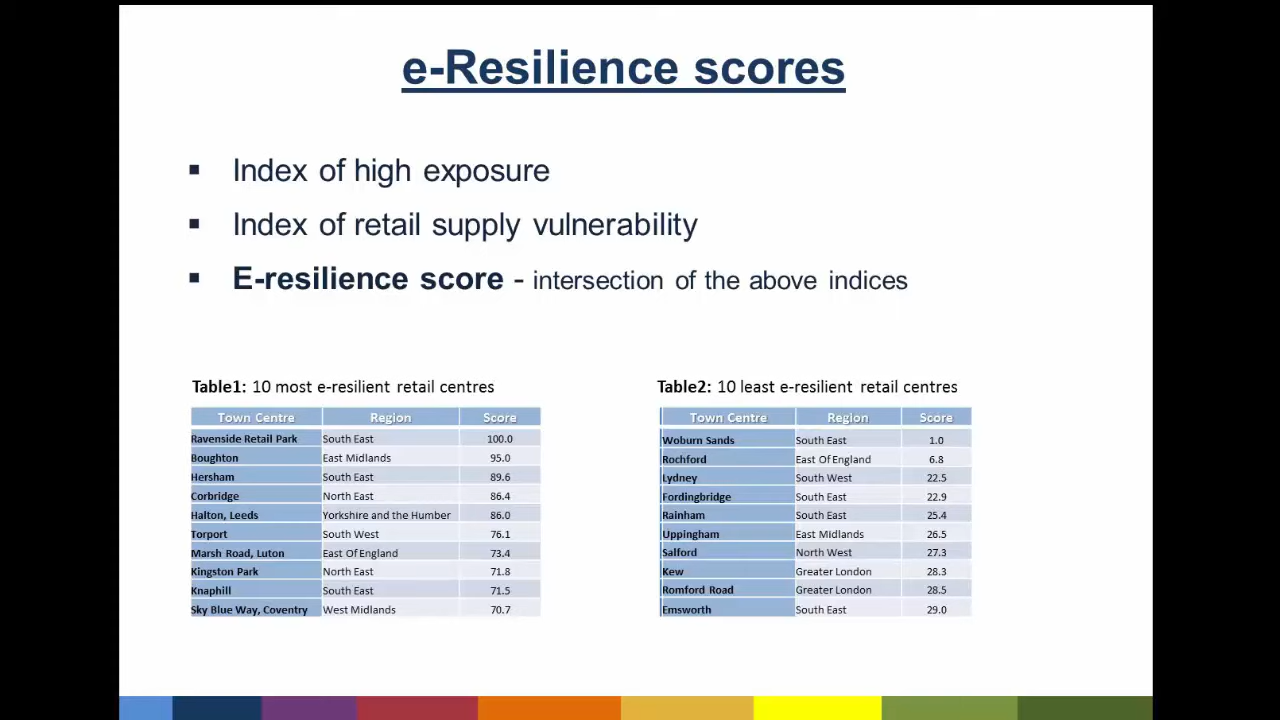 e-Resilience scores
▪ Index of high exposure
▪ Index of retail supply vulnerability
▪ E-resilience score - intersection of the above indices
Table1: 10 most e-resilient retail centres
Town Centre Region Score
Ravenside Retail Park South East 100.0
Boughton East Midlands 95.0
Hersham South East 89.6
Corbridge North East 86.4
Halton, Leeds Yorkshire and the Humber 86.0
Torport South West 76.1
Marsh Road, Luton East Of England 73.4
Kingston Park North East 71.8
Knaphill South East 71.5
Sky Blue Way, Coventry West Midlands 70.7
Table2: 10 least e-resilient retail centres
Town Centre Region Score
Woburn Sands South East 1.0
Rochford East Of England 6.8
Lydney South West 22.5
Fordingbridge South East 22.9
Rainham South East 25.4
Uppingham East Midlands 26.5
Salford North West 27.3
Kew Greater London 28.3
Romford Road Greater London 28.5
Emsworth South East 29.0